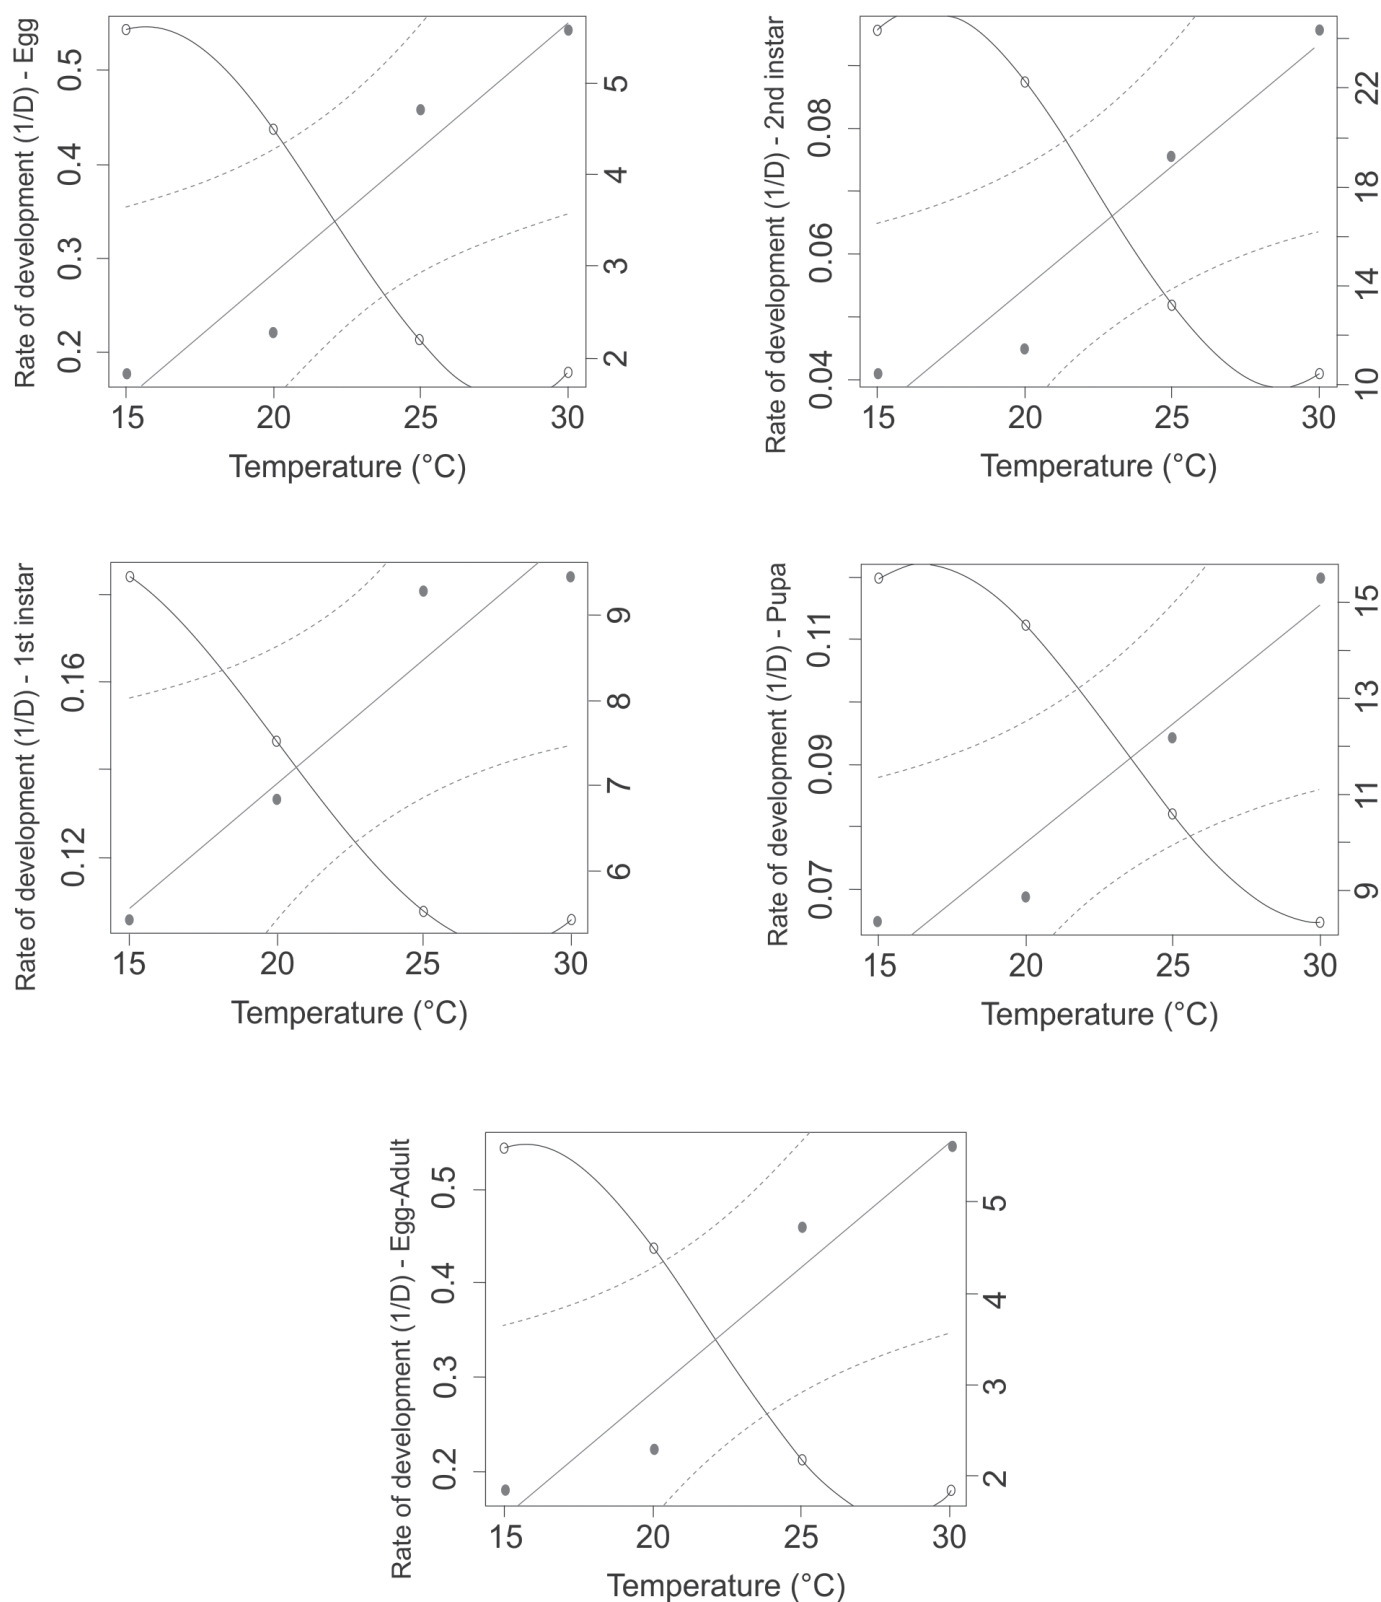 Rate of development (1/D) - Egg
0.5
0.4
0.3
0.2
5
4
3
2
15 20 25 30
Temperature (°C)
Rate of development (1/D) - 2nd instar
0.08
0.06
0.04
22
18
14
10
15 20 25 30
Temperature (°C)
Rate of development (1/D) - 1st instar
0.16
0.12
9
8
7
6
15 20 25 30
Temperature (°C)
Rate of development (1/D) - Pupa
0.11
0.09
0.07
15
13
11
9
15 20 25 30
Temperature (°C)
Rate of development (1/D) - Egg-Adult
0.5
0.4
0.3
0.2
5
4
3
2
15 20 25 30
Temperature (°C)